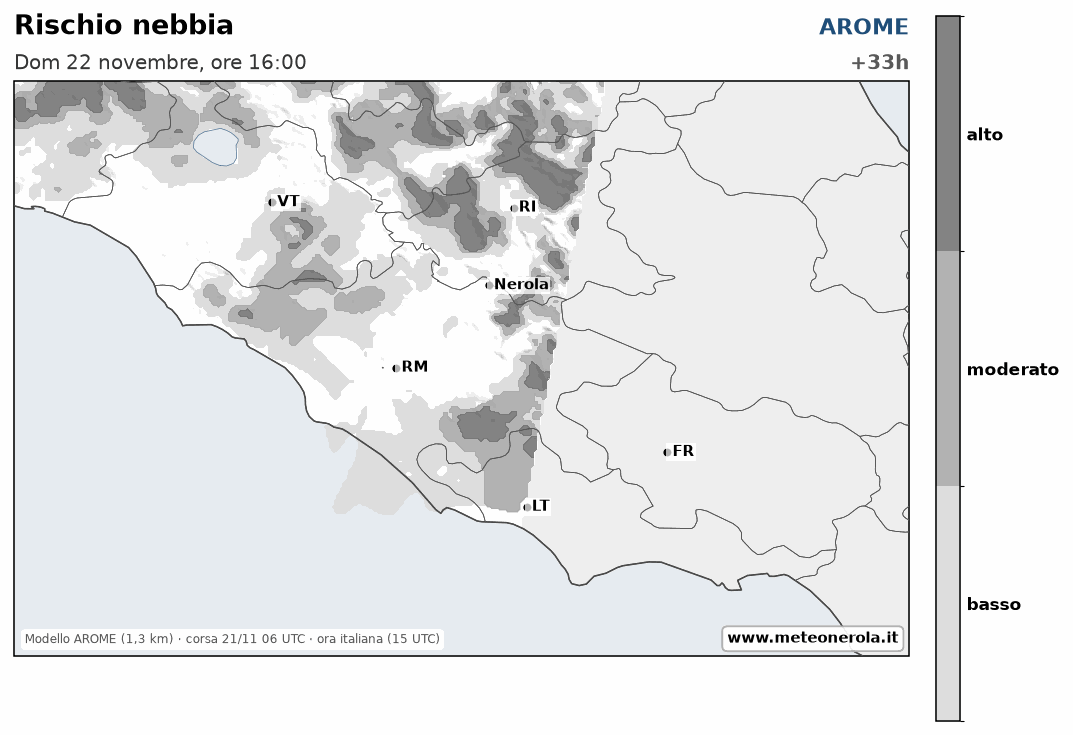 Rischio nebbia
AROME
Dom 22 novembre, ore 16:00
+33h
alto
VT
RI
Nerola
RM
moderato
FR
LT
basso
Modello AROME (1,3 km) · corsa 21/11 06 UTC · ora italiana (15 UTC)
www.meteonerola.it